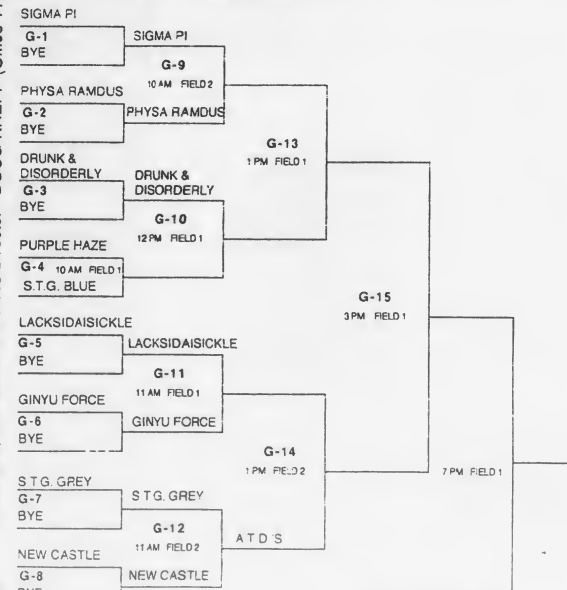 SIGMA PI
G-1
BYE
SIGMA PI
G-9
10 AM FIELD 2
PHYSA RAMDUS
G-2
BYE
PHYSA RAMDUS
G-13
1 PM FIELD 1
DRUNK &
DISORDERLY
G-3
BYE
DRUNK &
DISORDERLY
G-10
12 PM FIELD 1
PURPLE HAZE
G-4 10 AM FIELD 1
S.T.G. BLUE
G-15
3 PM FIELD 1
LACKSIDAISICKLE
G-5
BYE
LACKSIDAISICKLE
G-11
11 AM FIELD 1
GINYU FORCE
G-6
BYE
GINYU FORCE
G-14
1 PM FIELD 2
7 PM FIELD 1
S.T.G. GREY
G-7
BYE
S.T.G. GREY
G-12
11 AM FIELD 2
A T D 'S
NEW CASTLE
G-8
NEW CASTLE